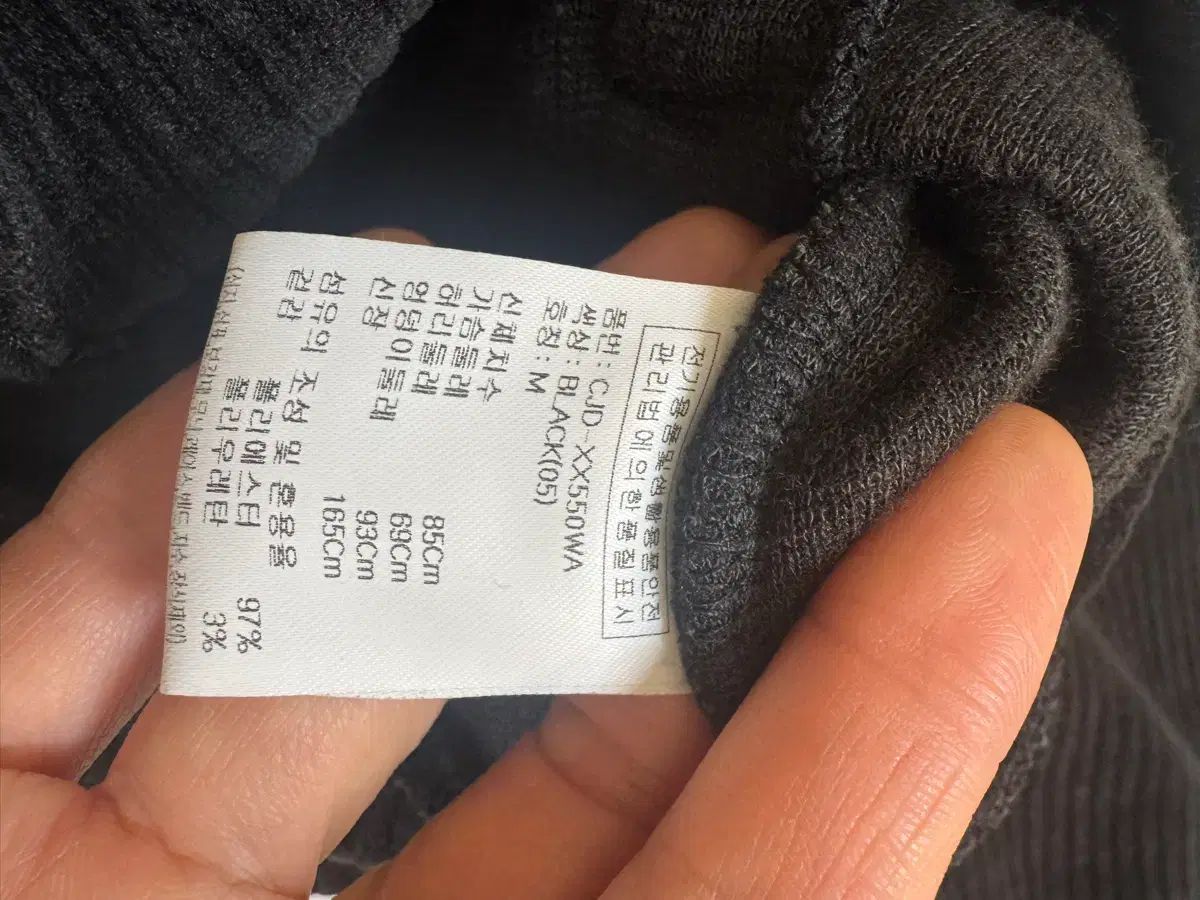 전기용품및생활용품안전
관리법에의한품질표시
품번 : CJD-XX550WA
색상 : BLACK(05)
호칭 : M
신체치수
가슴둘레 85Cm
허리둘레 69Cm
엉덩이둘레 93Cm
신장 165Cm
섬유의 조성 및 혼용율
겉감 폴리에스터 97%
폴리우레탄 3%